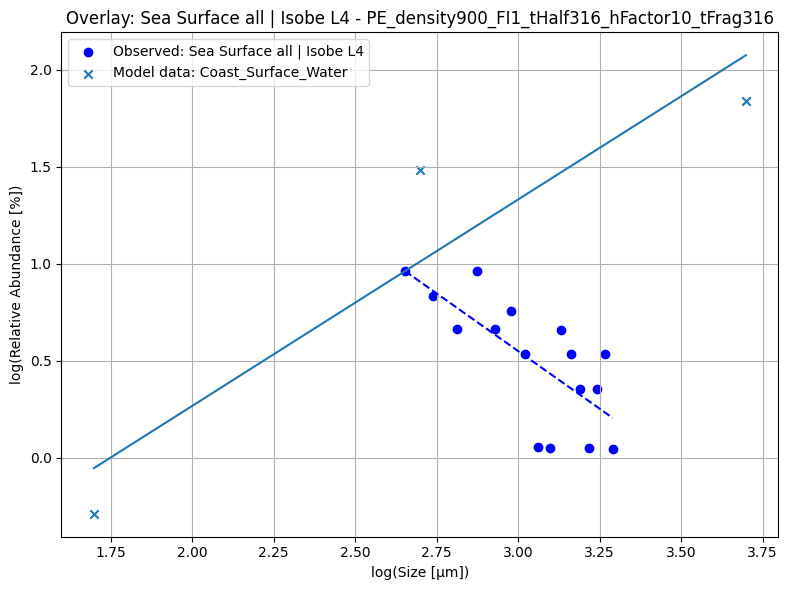 Overlay: Sea Surface all | Isobe L4 - PE_density900_FI1_tHalf316_hFactor10_tFrag316
Observed: Sea Surface all | Isobe L4
Model data: Coast_Surface_Water
log(Relative Abundance [%])
2.0
1.5
1.0
0.5
0.0
1.75 2.00 2.25 2.50 2.75 3.00 3.25 3.50 3.75
log(Size [μm])